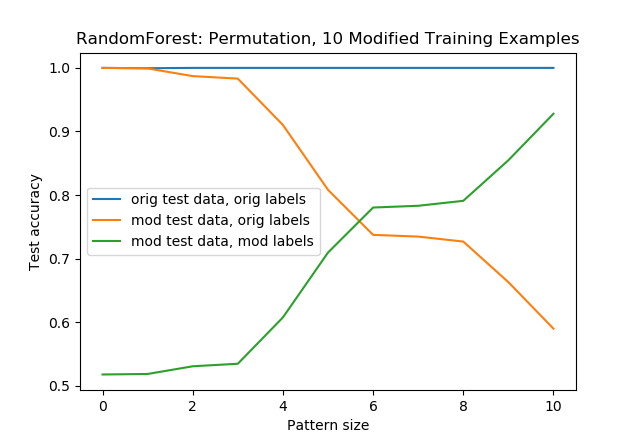 RandomForest: Permutation, 10 Modified Training Examples
1.0
0.9
0.8
0.7
0.6
0.5
Test accuracy
orig test data, orig labels
mod test data, orig labels
mod test data, mod labels
0 2 4 6 8 10
Pattern size